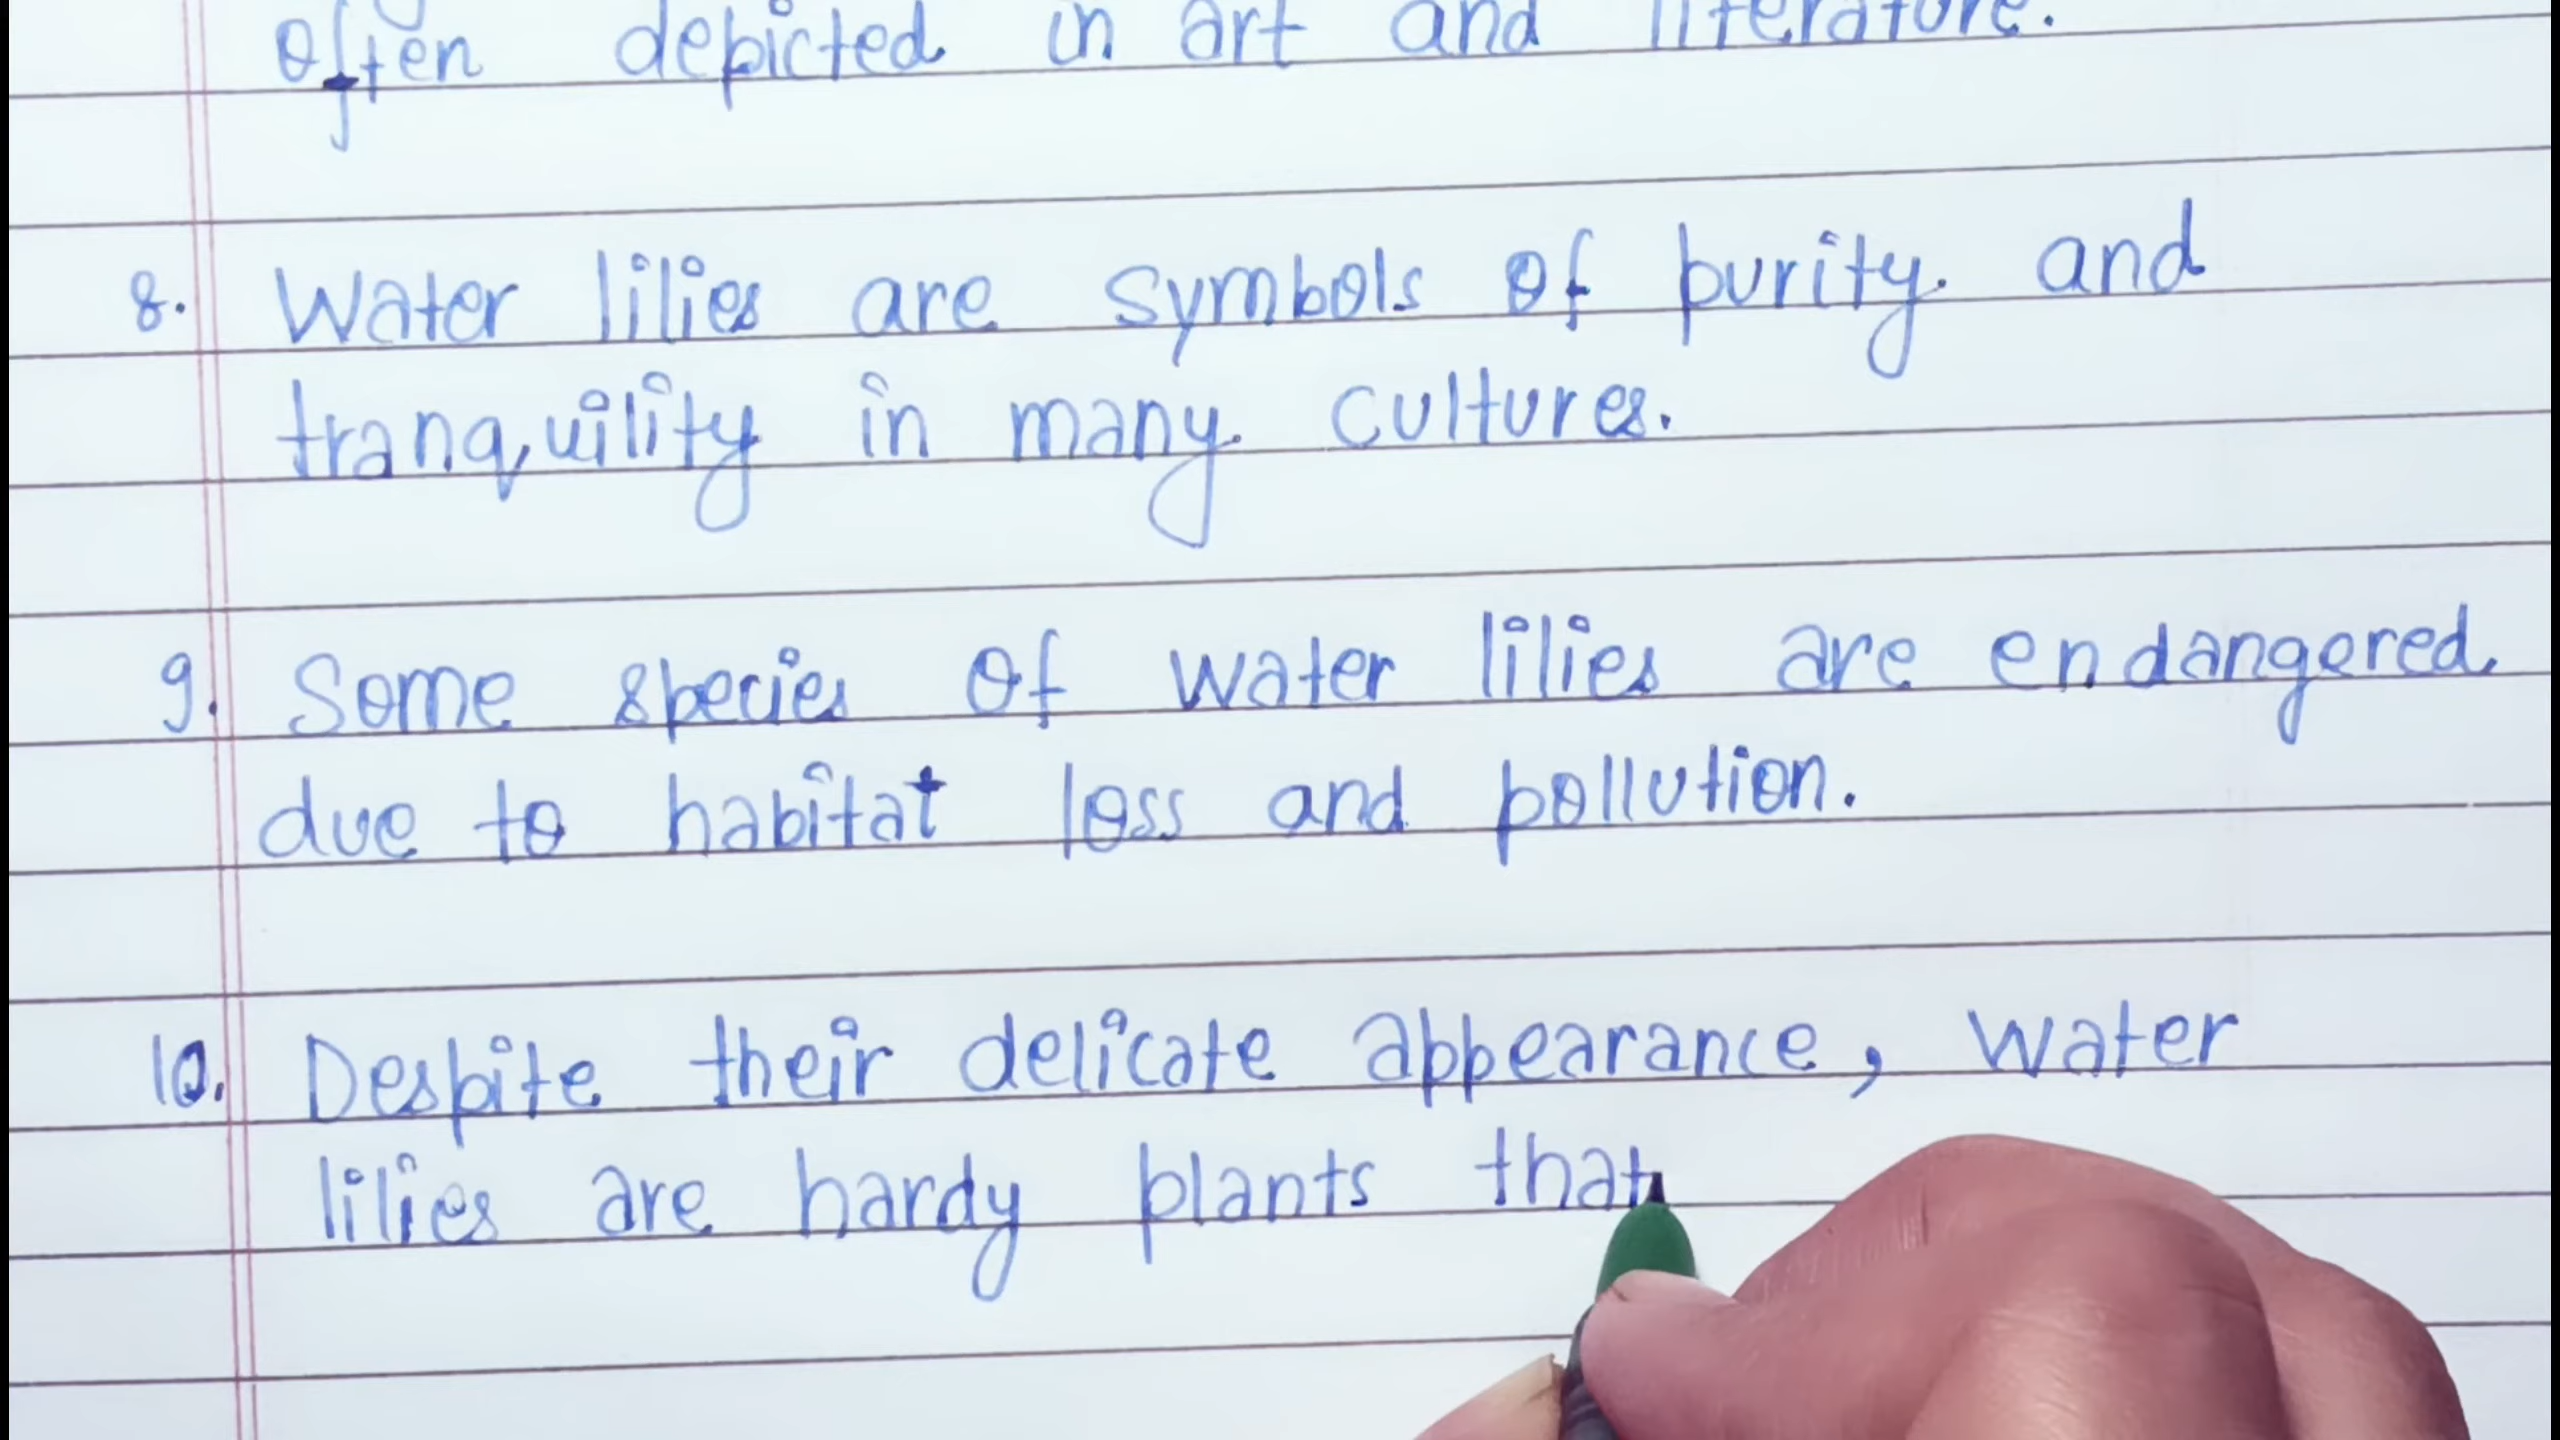 often depicted in art and literature.
8. Water lilies are symbols of purity and
tranquility in many cultures.
9. Some species of water lilies are endangered
due to habitat loss and pollution.
10. Despite their delicate appearance, water
lilies are hardy plants that